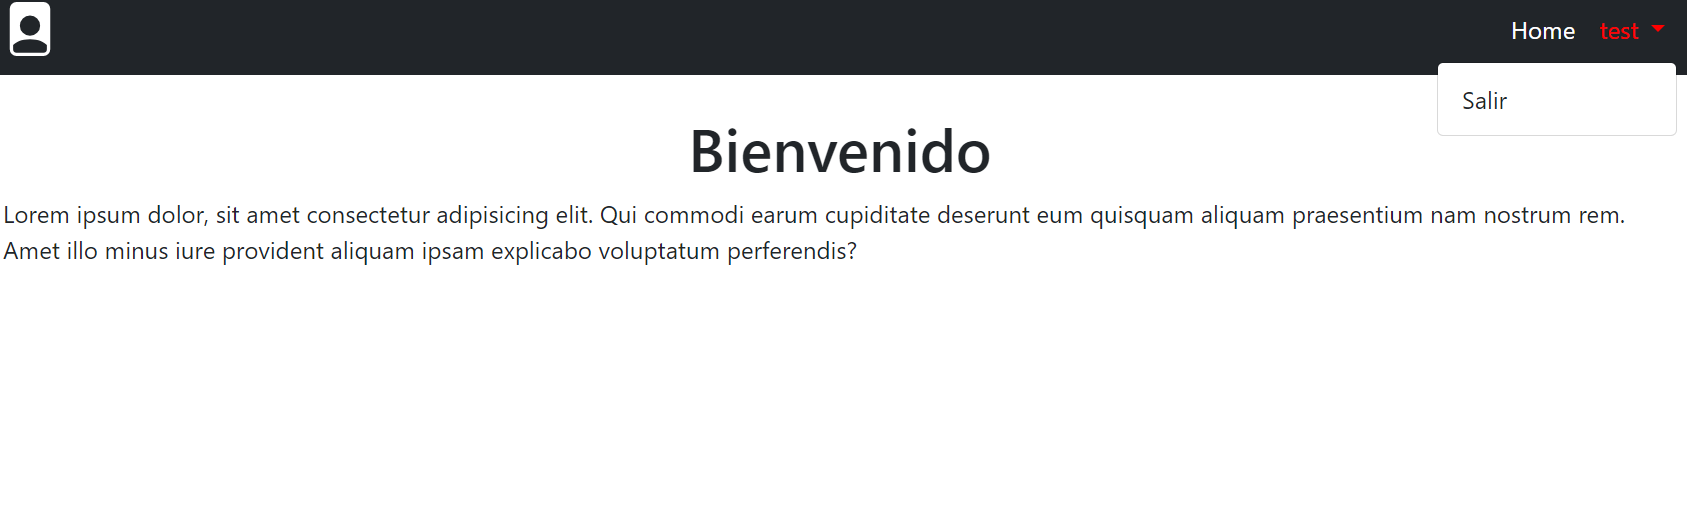 Home test
Salir
Bienvenido
Lorem ipsum dolor, sit amet consectetur adipisicing elit. Qui commodi earum cupiditate deserunt eum quisquam aliquam praesentium nam nostrum rem.
Amet illo minus iure provident aliquam ipsam explicabo voluptatum perferendis?